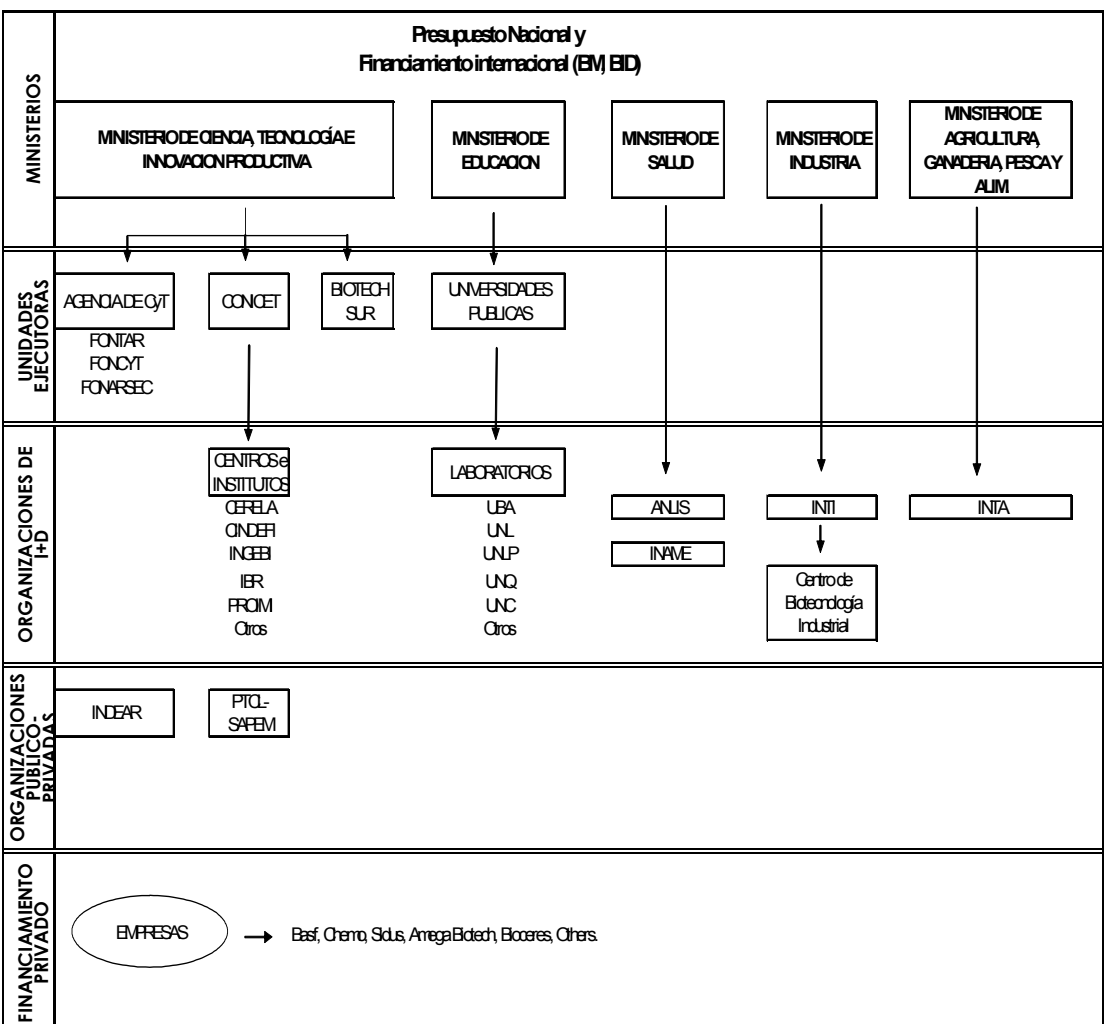 Presupuesto Nacional y
Financiamiento internacional (BM, BID)
MINISTERIOS
MINISTERIO DE CIENCIA, TECNOLOGÍA E
INNOVACION PRODUCTIVA
MINISTERIO DE
EDUCACION
MINISTERIO DE
SALUD
MINISTERIO DE
INDUSTRIA
MINISTERIO DE
AGRICULTURA,
GANADERIA, PESCA Y
ALIM.
UNIDADES
EJECUTORAS
AGENCIA DE CyT
FONTAR
FONCYT
FONARSEC
CONICET
BIOTECH
SUR
UNIVERSIDADES
PUBLICAS
ORGANIZACIONES DE
I+D
CENTROS e
INSTITUTOS
CERELA
CINDEFI
INGEBI
IBR
PROIMI
Otros
LABORATORIOS
UBA
UNL
UNLP
UNQ
UNC
Otros
ANLIS
INAME
INTI
Centro de
Biotecnología
Industrial
INTA
ORGANIZACIONES
PUBLICO-
PRIVADAS
INDEAR
PTCL-
SAPEM
FINANCIAMIENTO
PRIVADO
EMPRESAS
Basf, Chemo, Sidus, Amega Biotech, Bioceres, Others.